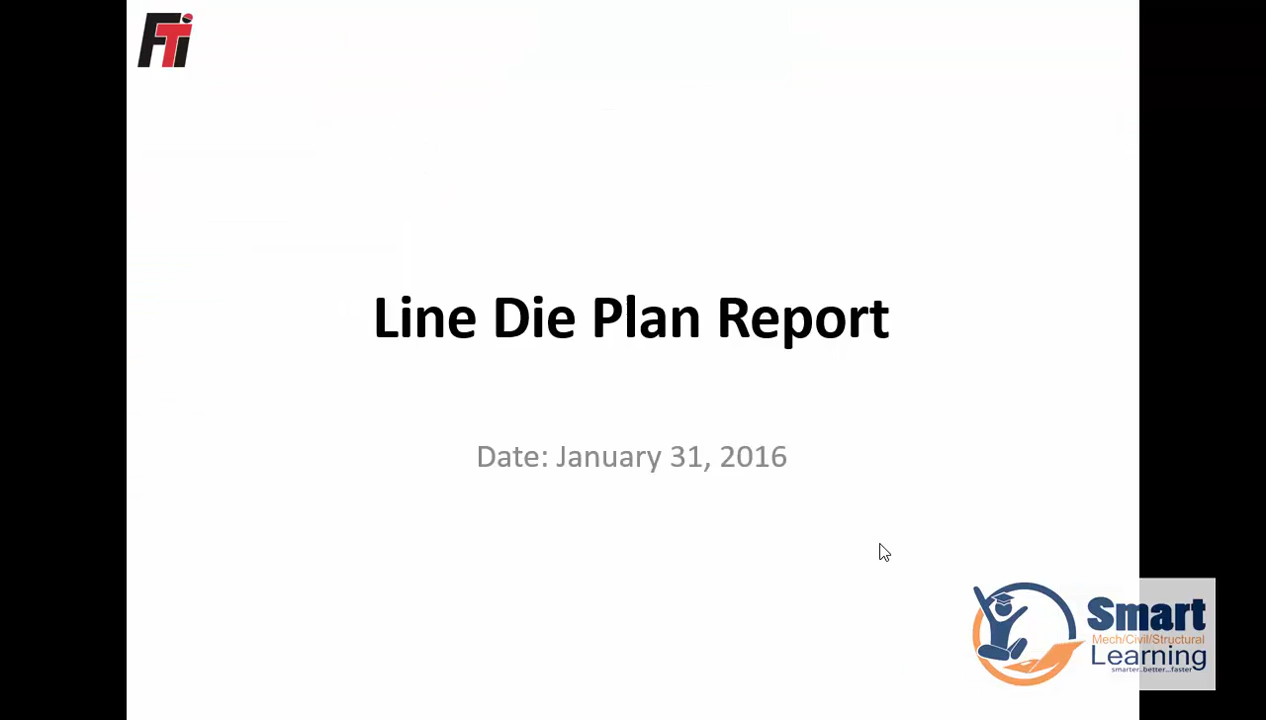 FTi
Line Die Plan Report
Date: January 31, 2016
Smart
Mech/Civil/Structural
Learning
smarter..better...faster